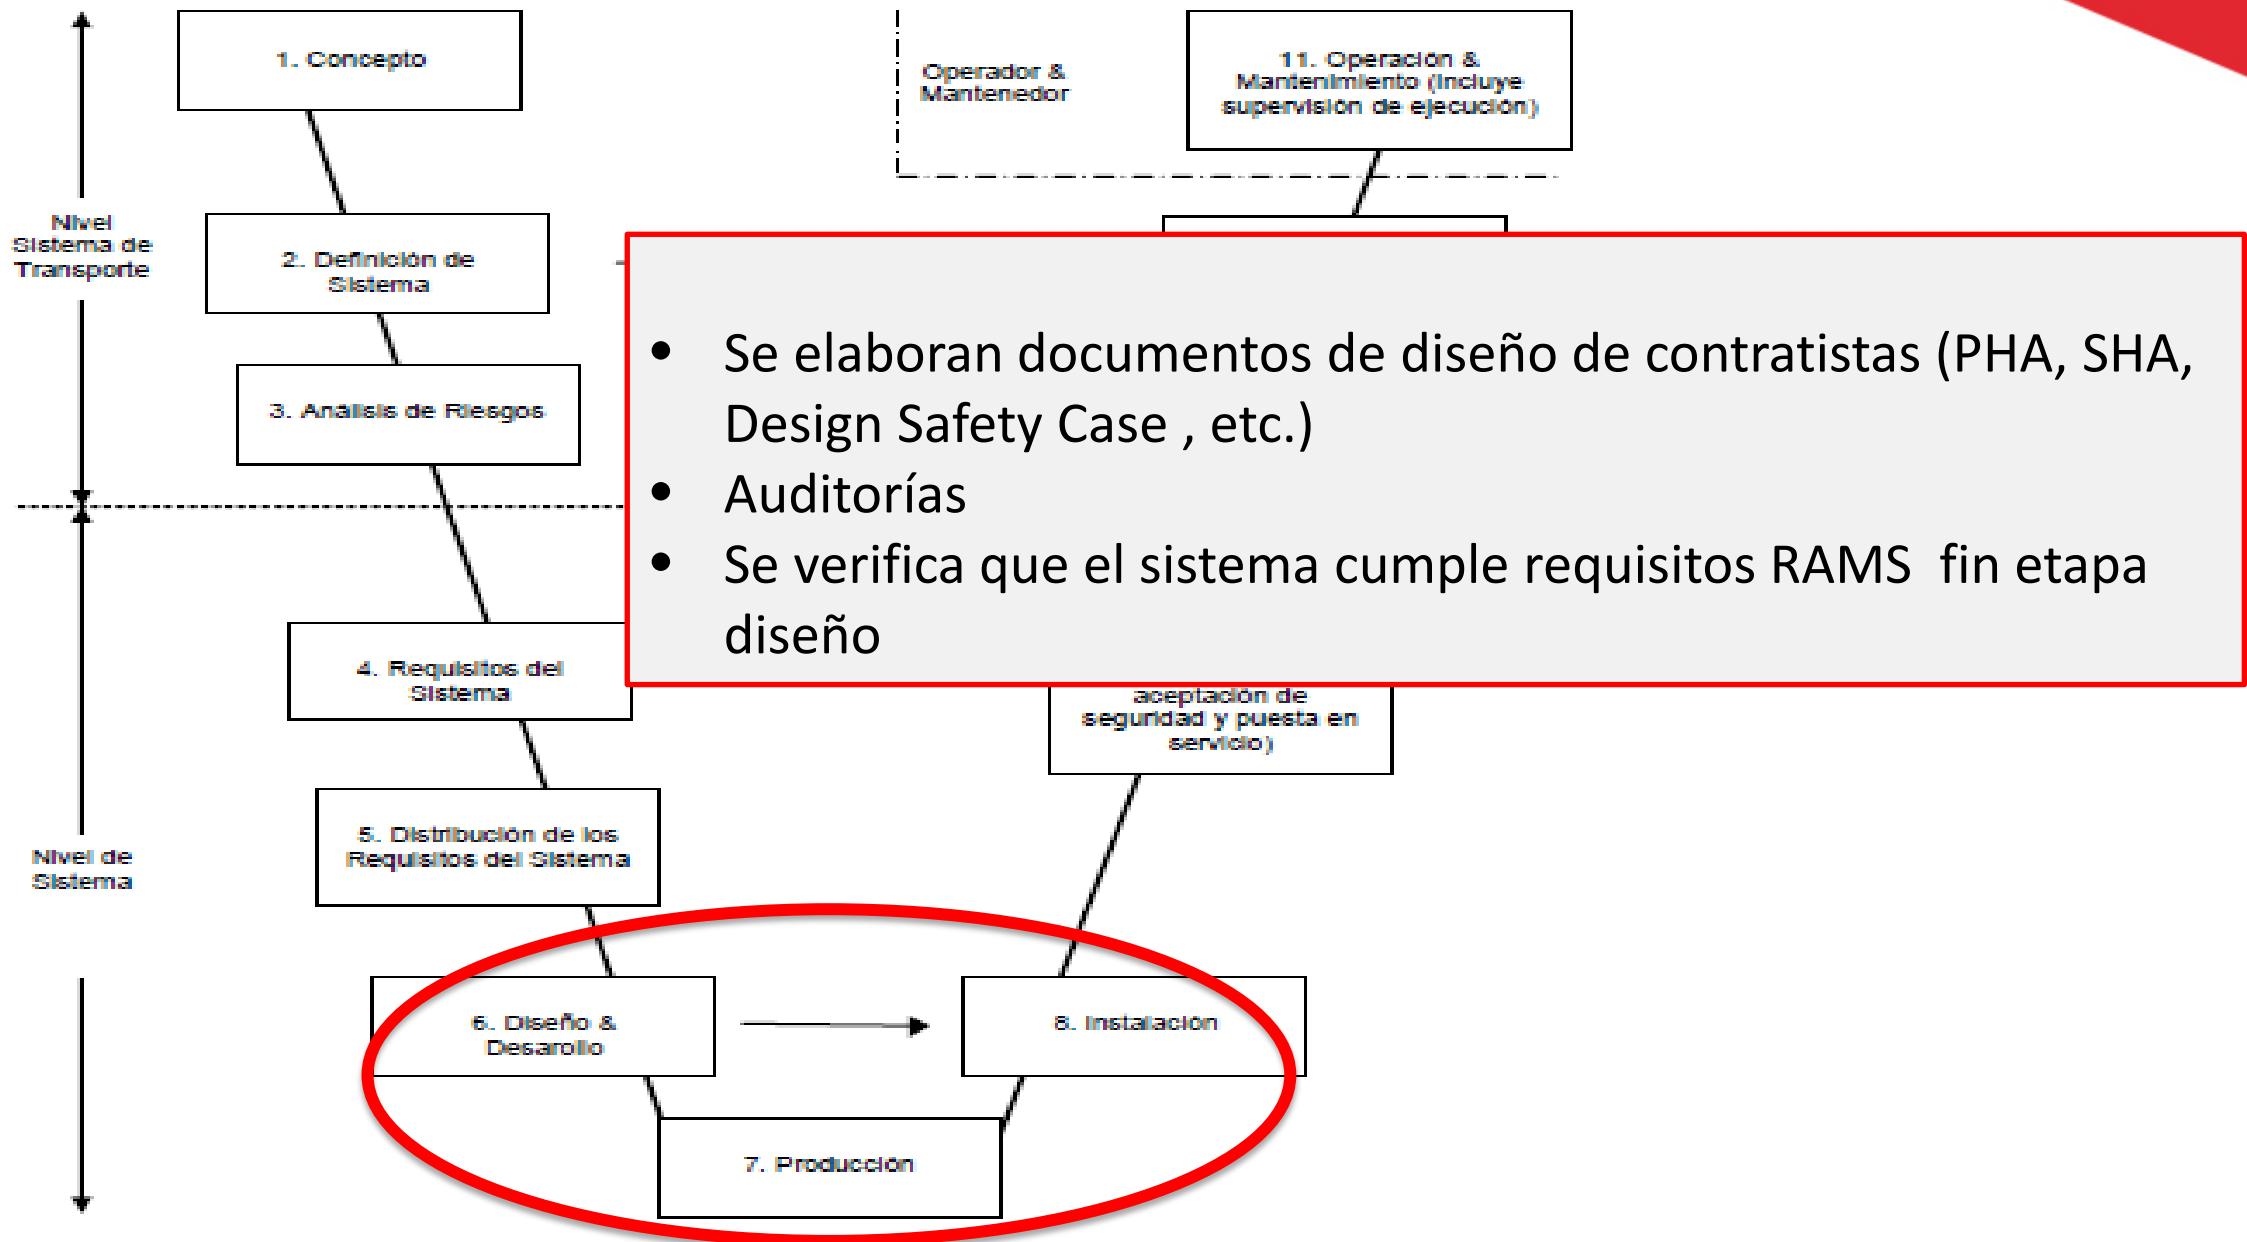 1. Concepto
Operador &
Mantenedor
11. Operación &
Mantenimiento (Incluye
supervisión de ejecución)
Nivel
Sistema de
Transporte
2. Definición de
Sistema
3. Análisis de Riesgos
• Se elaboran documentos de diseño de contratistas (PHA, SHA,
Design Safety Case , etc.)
• Auditorías
• Se verifica que el sistema cumple requisitos RAMS  fin etapa
diseño
4. Requisitos del
Sistema
aceptación de
seguridad y puesta en
servicio)
5. Distribución de los
Requisitos del Sistema
Nivel de
Sistema
6. Diseño &
Desarollo
8. Instalación
7. Producción